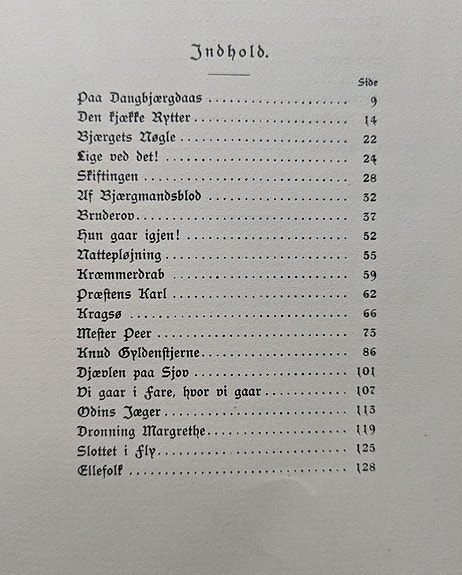 Indhold.
Side
Paa Daugbjærgdaas 9
Den kjække Rytter 14
Bjærgets Nøgle 22
Lige ved det! 24
Skiftingen 28
Af Bjærgmandsblod 32
Bruderov 37
Hun gaar igjen! 52
Nattepløjning 55
Kræmmerdrab 59
Præstens Karl 62
Kragsø 66
Mester Peer 75
Knud Gyldenstjerne 86
Djævlen paa Sjov 101
Vi gaar i Fare, hvor vi gaar 107
Odins Jæger 113
Dronning Margrethe 119
Slottet i Fly 125
Ellefolk 128